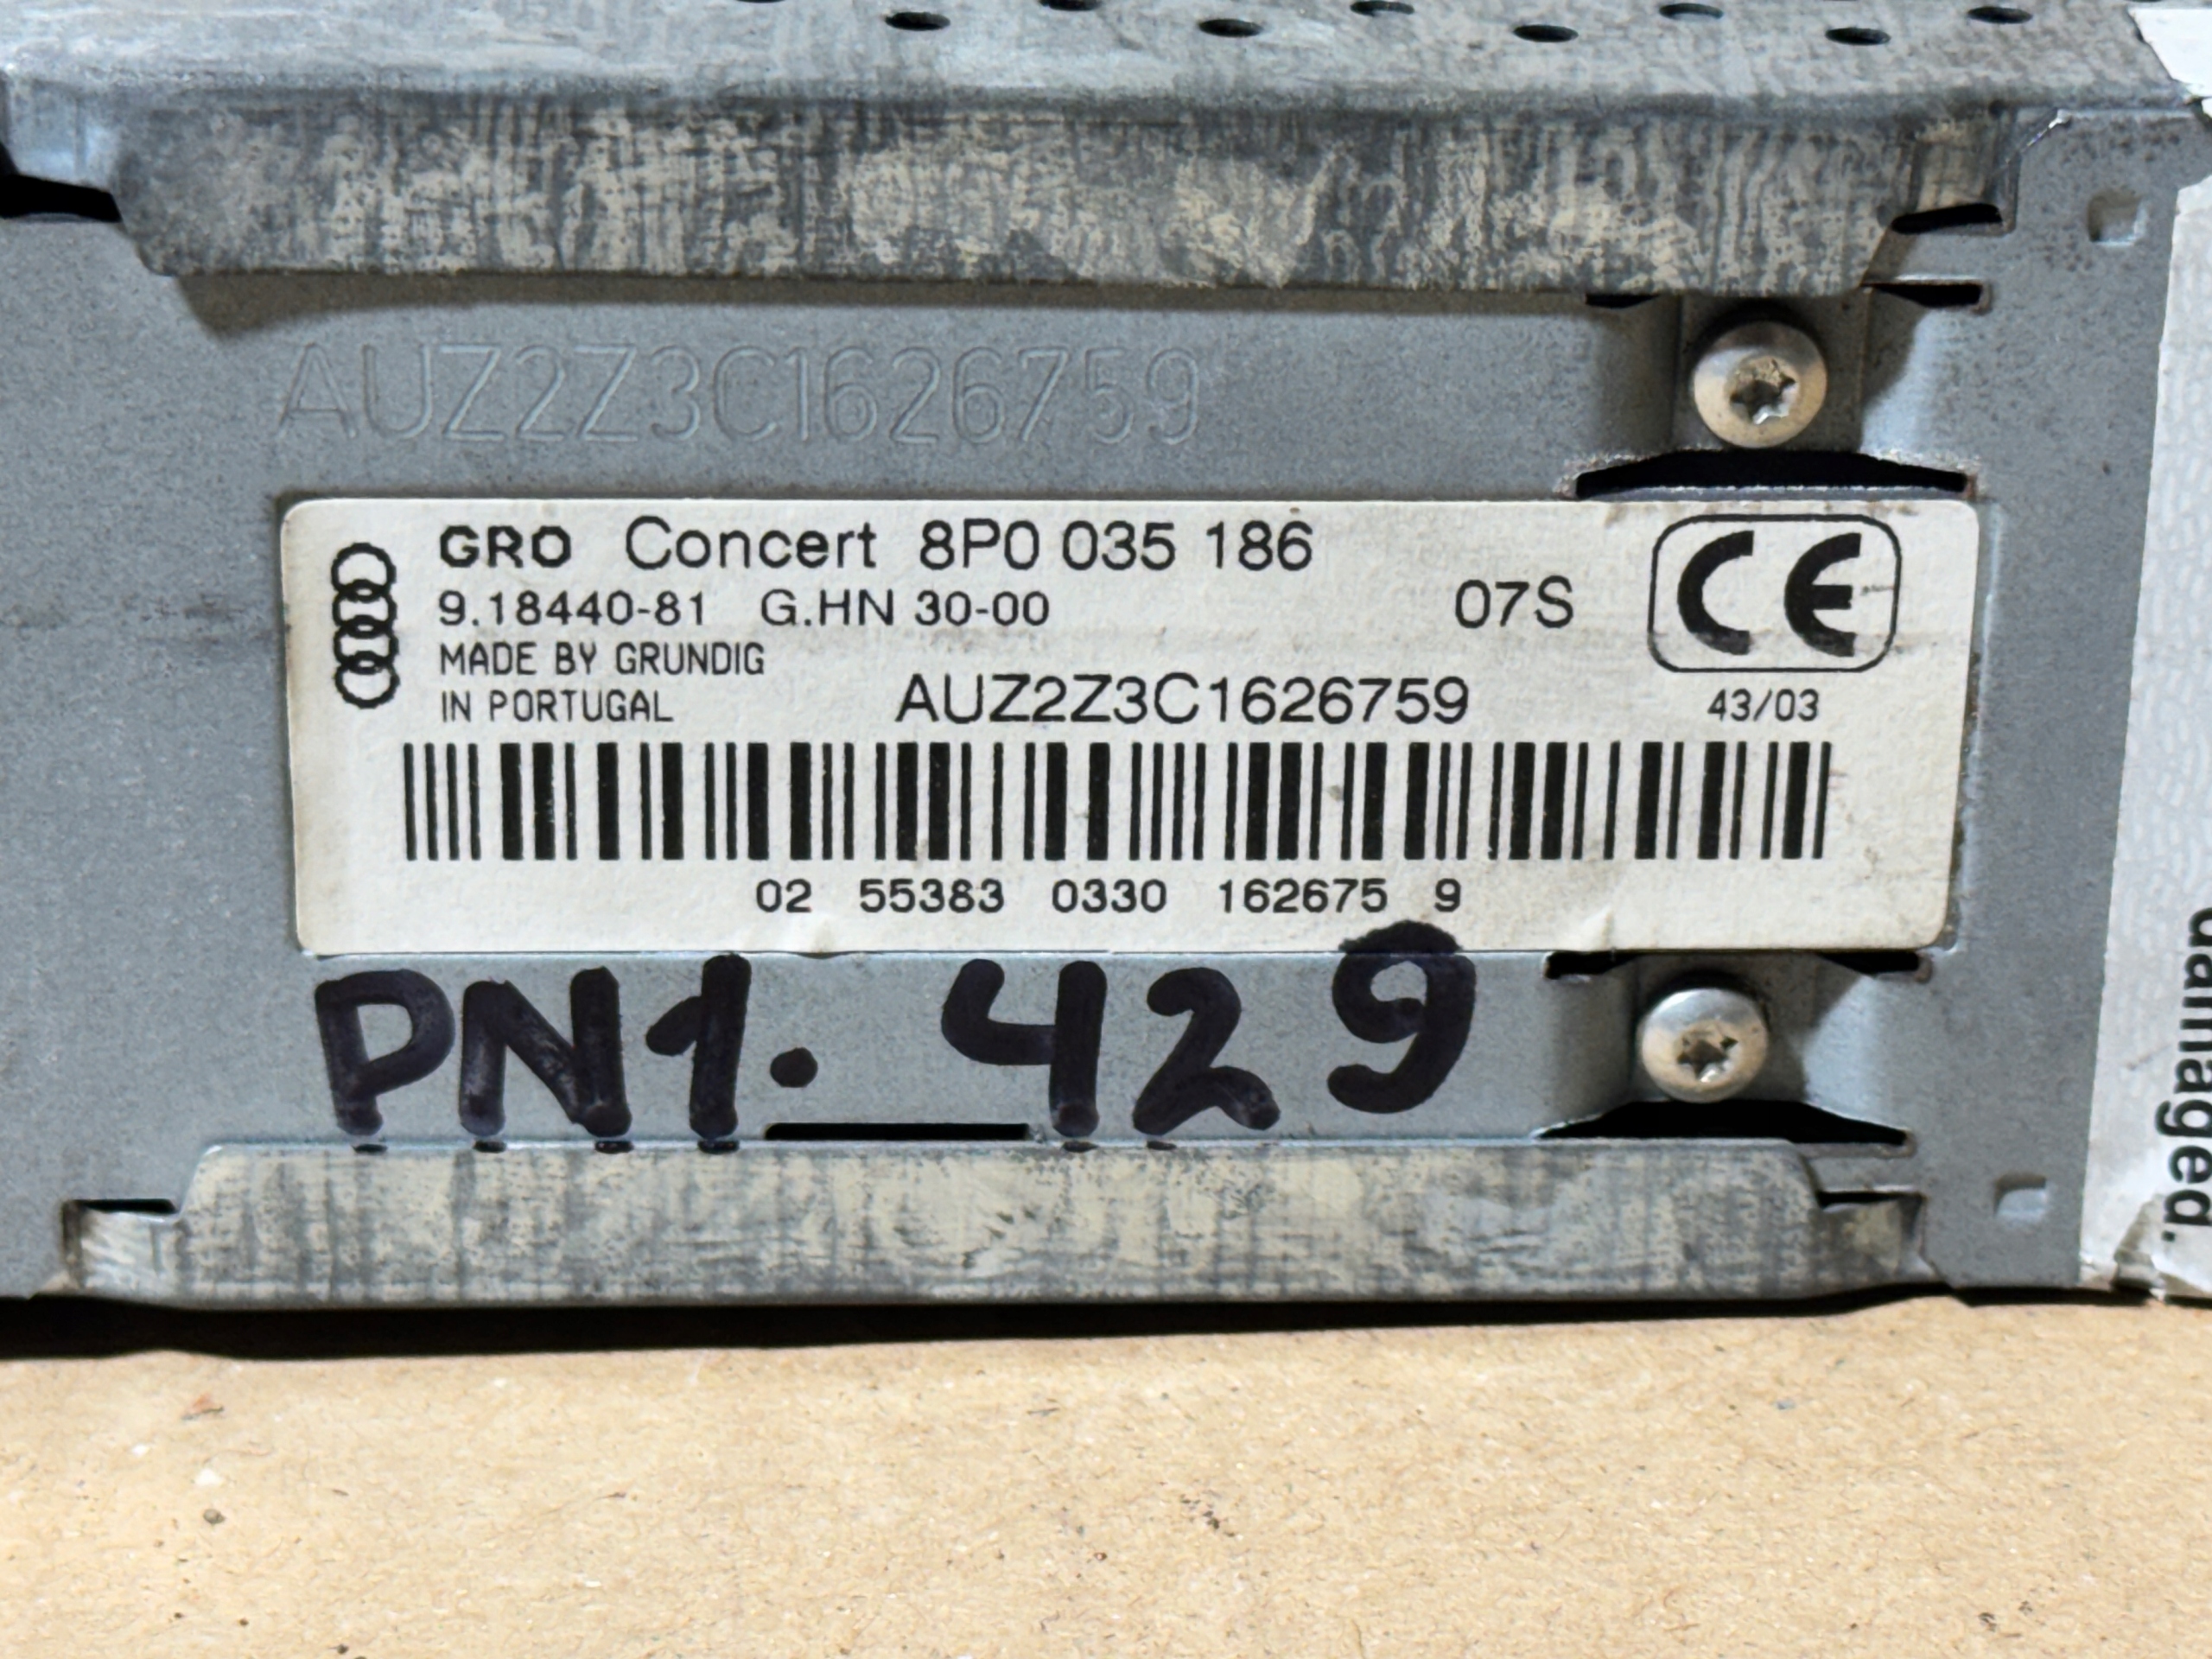 AUZ2Z3C1626759
GRO Concert 8P0 035 186
9.18440-81 G.HN 30-00 07S
CE
MADE BY GRUNDIG
IN PORTUGAL
AUZ2Z3C1626759 43/03
02 55383 0330 162675 9
PN1. 429
damaged.